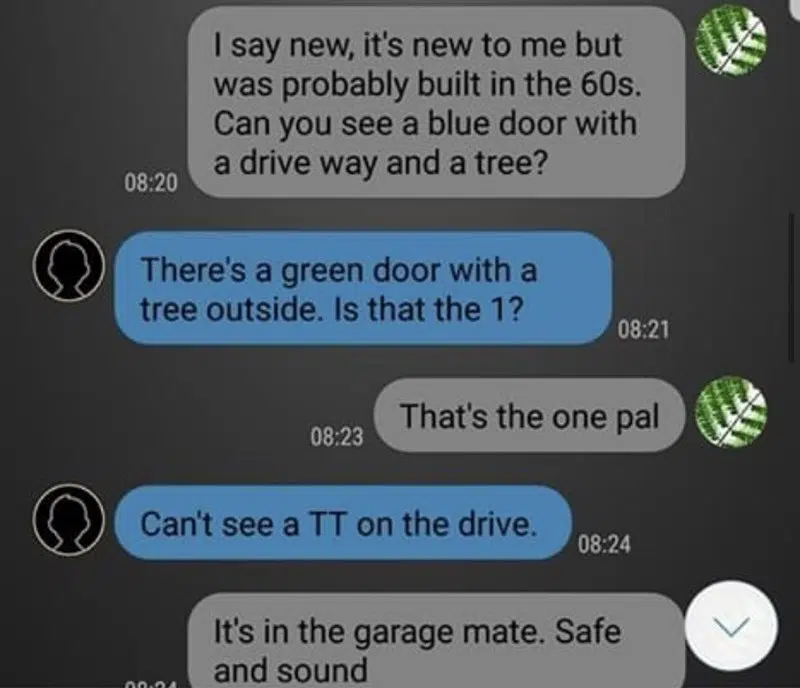 I say new, it's new to me but
was probably built in the 60s.
Can you see a blue door with
a drive way and a tree?
08:20
There's a green door with a
tree outside. Is that the 1?
08:21
That's the one pal
08:23
Can't see a TT on the drive.
08:24
It's in the garage mate. Safe
and sound